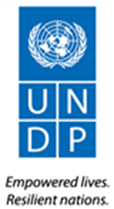 U N
D P
Empowered lives.
Resilient nations.